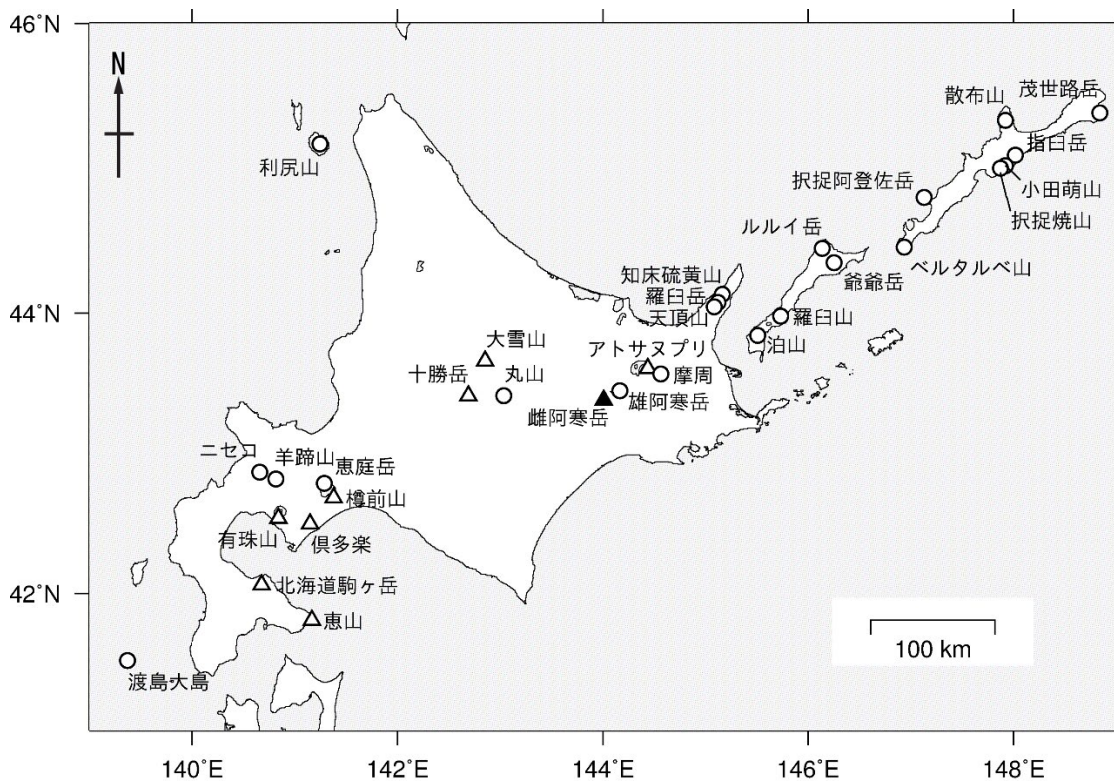 46°N
N
散布山
茂世路岳
利尻山
指臼岳
択捉阿登佐岳
小田萌山
択捉焼山
ルルイ岳
ベルタルベ山
知床硫黄山
爺爺岳
羅臼岳
44°N
天頂山
羅臼山
泊山
大雪山
アトサヌプリ
十勝岳
丸山
摩周
雄阿寒岳
雌阿寒岳
ニセコ
羊蹄山
恵庭岳
樽前山
有珠山
倶多楽
42°N
北海道駒ヶ岳
恵山
100 km
渡島大島
140°E
142°E
144°E
146°E
148°E